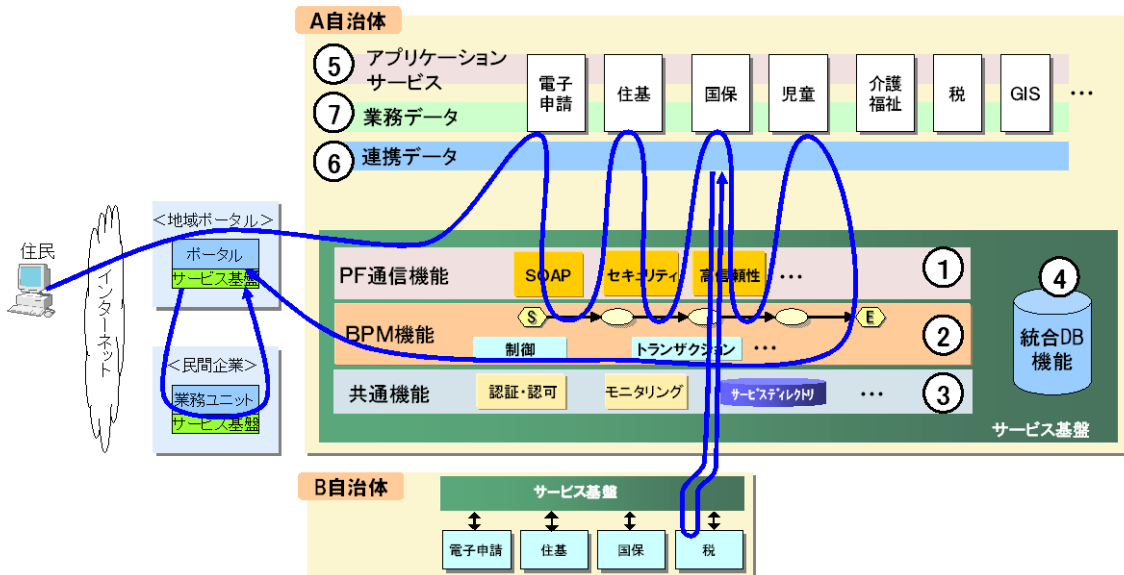 A自治体
⑤ アプリケーション
サービス
⑦ 業務データ
⑥ 連携データ
電子
申請
住基
国保
児童
介護
福祉
税
GIS
…
住民
インターネット
<地域ポータル>
ポータル
サービス基盤
<民間企業>
業務ユニット
サービス基盤
PF通信機能
SOAP
セキュリティ
高信頼性
…
①
BPM機能
S
E
制御
トランザクション
…
②
共通機能
認証・認可
モニタリング
サービスディレクトリ
…
③
④
統合DB
機能
サービス基盤
B自治体
サービス基盤
電子申請
住基
国保
税